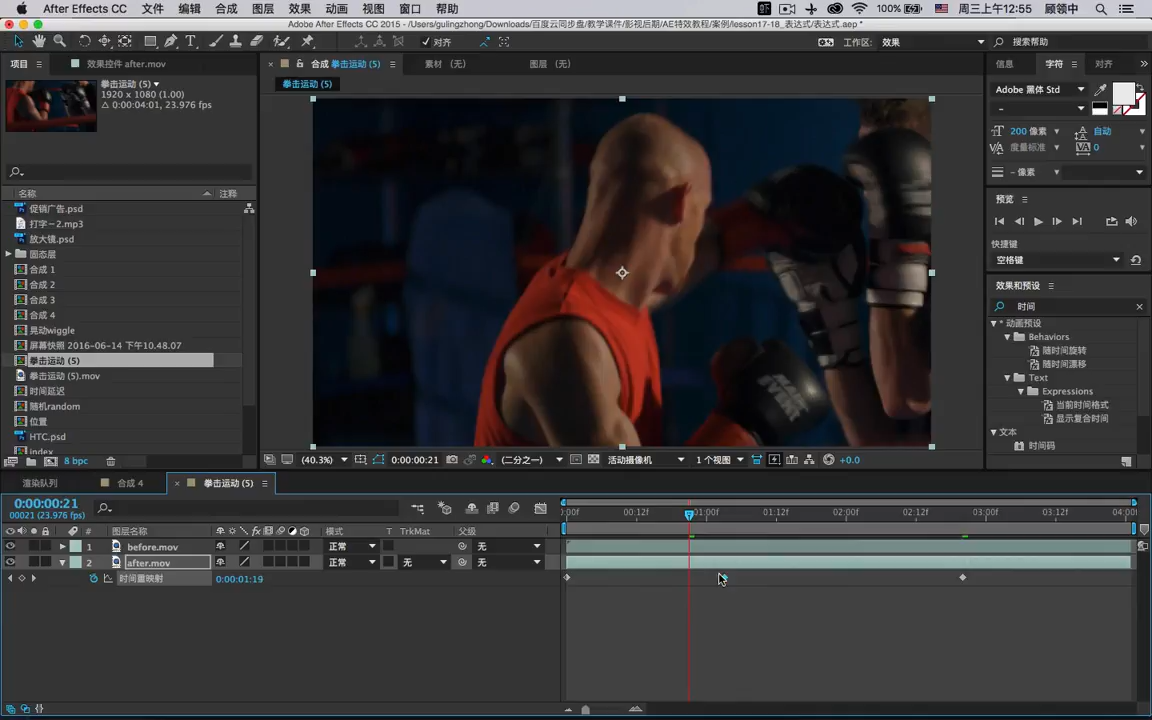 After Effects CC 文件 编辑 合成 图层 效果 动画 视图 窗口 帮助 100% 周三上午12:55 顾领中
Adobe After Effects CC 2015 - /Users/gulingzhong/Downloads/百度云同步盘/教学课件/影视后期/AE特效教程/案例/lesson17-18_表达式/表达式.aep *
对齐 工作区: 效果 搜索帮助
项目 效果控件 after.mov 合成 拳击运动 (5) 素材 (无) 图层 (无) 信息 字符 对齐
拳击运动 (5)
拳击运动 (5)
1920 x 1080 (1.00)
Δ 0:00:04:01, 23.976 fps
名称 注释
促销广告.psd
打字－2.mp3
放大镜.psd
固态层
合成 1
合成 2
合成 3
合成 4
晃动wiggle
屏幕快照 2016-06-14 下午10.48.07
拳击运动 (5)
拳击运动 (5).mov
时间延迟
随机random
位置
HTC.psd
index
8 bpc
(40.3%) 0:00:00:21 (二分之一) 活动摄像机 1 个视图 +0.0
Adobe 黑体 Std
-
200 像素 自动
度量标准 0
- 像素
预览
快捷键
空格键
效果和预设
时间
* 动画预设
Behaviors
随时间旋转
随时间漂移
Text
Expressions
当前时间格式
显示复合时间
文本
时间码
渲染队列 合成 4 拳击运动 (5)
0:00:00:21
00021 (23.976 fps)
:00f 00:12f 01:00f 01:12f 02:00f 02:12f 03:00f 03:12f 04:00f
# 图层名称 模式 T TrkMat 父级
1 before.mov 正常 无
2 after.mov 正常 无 无
时间重映射 0:00:01:19